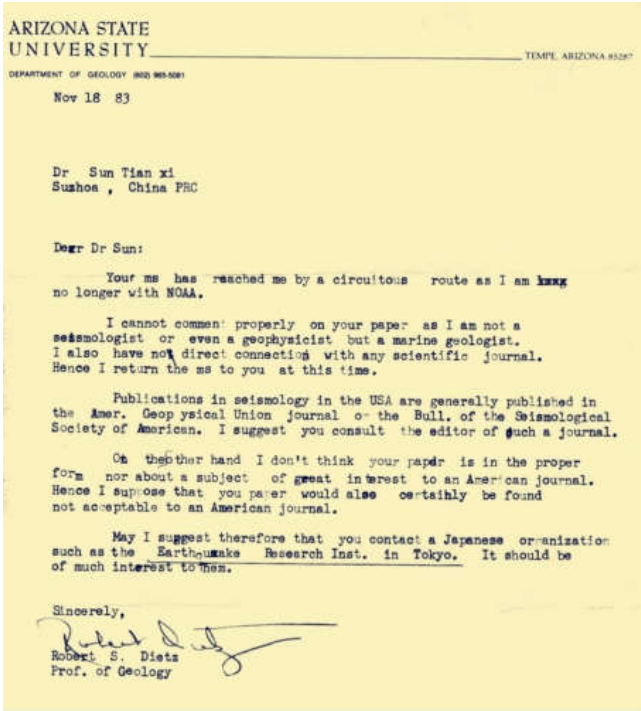 ARIZONA STATE
UNIVERSITY TEMPE, ARIZONA 85287
DEPARTMENT OF GEOLOGY (602) 965-5081
Nov 18 83
Dr Sun Tian xi
Suzhoa , China PRC
Dear Dr Sun:
Your ms has reached me by a circuitous route as I am
no longer with NOAA.
I cannot comment properly on your paper as I am not a
seismologist or even a geophysicist but a marine geologist.
I also have not direct connection with any scientific journal.
Hence I return the ms to you at this time.
Publications in seismology in the USA are generally published in
the Amer. Geop ysical Union journal or the Bull. of the Seismological
Society of American. I suggest you consult the editor of such a journal.
On the other hand I don't think your paper is in the proper
form nor about a subject of great interest to an American journal.
Hence I suppose that you paper would also certaihly be found
not acceptable to an American journal.
May I suggest therefore that you contact a Japanese organization
such as the Earthquake Research Inst. in Tokyo. It should be
of much interest to them.
Sincerely,
Robert Dietz
Robert S. Dietz
Prof. of Geology